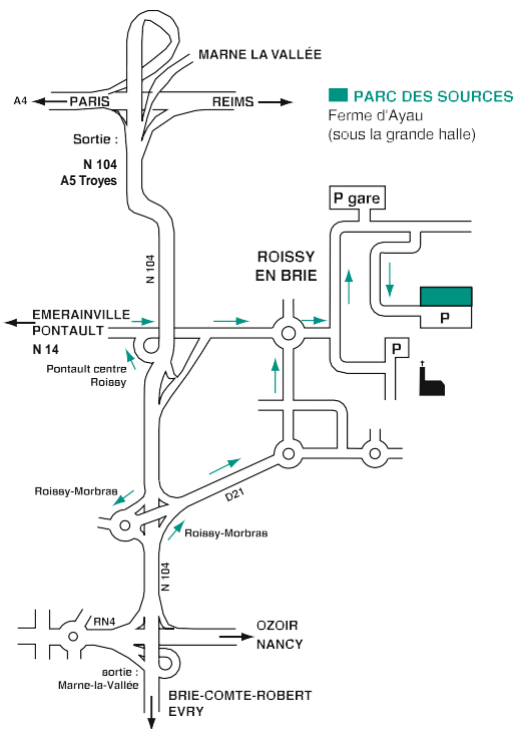 MARNE LA VALLÉE
A4
PARIS
REIMS
PARC DES SOURCES
Ferme d'Ayau
(sous la grande halle)
Sortie :
N 104
A5 Troyes
P gare
N 104
ROISSY
EN BRIE
EMERAINVILLE
PONTAULT
N 14
P
P
Pontault centre
Roissy
Roissy-Morbras
D21
Roissy-Morbras
N 104
RN4
OZOIR
NANCY
sortie :
Marne-la-Vallée
BRIE-COMTE-ROBERT
EVRY